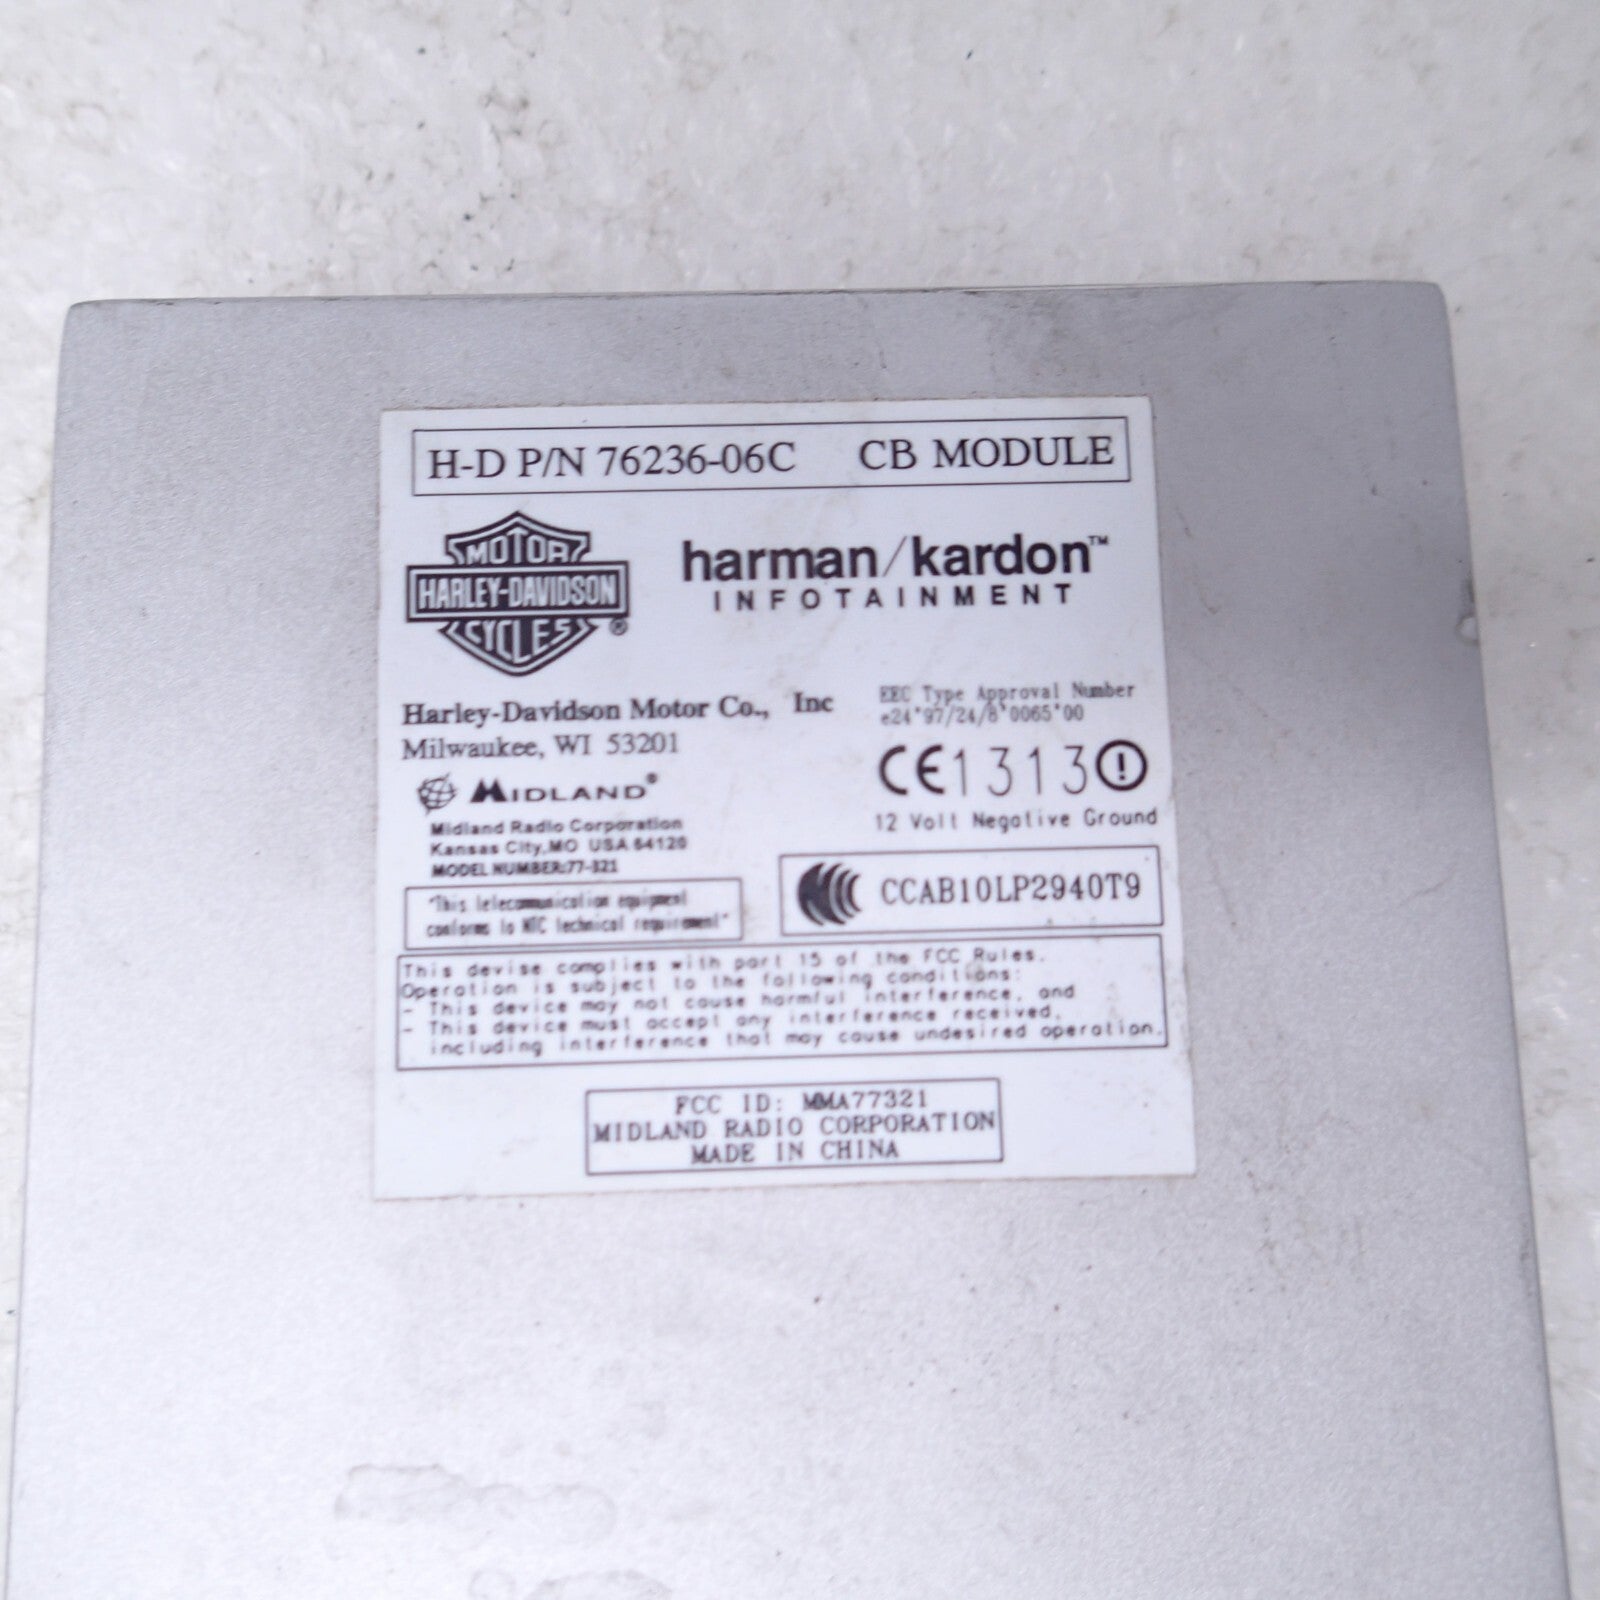 H-D P/N 76236-06C CB MODULE
MOTOR
HARLEY-DAVIDSON
CYCLES ®
harman/kardon™
INFOTAINMENT
Harley-Davidson Motor Co., Inc
Milwaukee, WI 53201
EEC Type Approval Number
e24*97/24/8*0065*00
CE1313
12 Volt Negative Ground
MIDLAND®
Midland Radio Corporation
Kansas City,MO USA 64120
MODEL NUMBER:77-321
"This telecommunication equipment
conforms to NTC technical requirement"
CCAB10LP2940T9
This devise complies with part 15 of the FCC Rules.
Operation is subject to the following conditions:
- This device may not cause harmful interference, and
- This device must accept any interference received,
including interference that may cause undesired operation.
FCC ID: MMA77321
MIDLAND RADIO CORPORATION
MADE IN CHINA